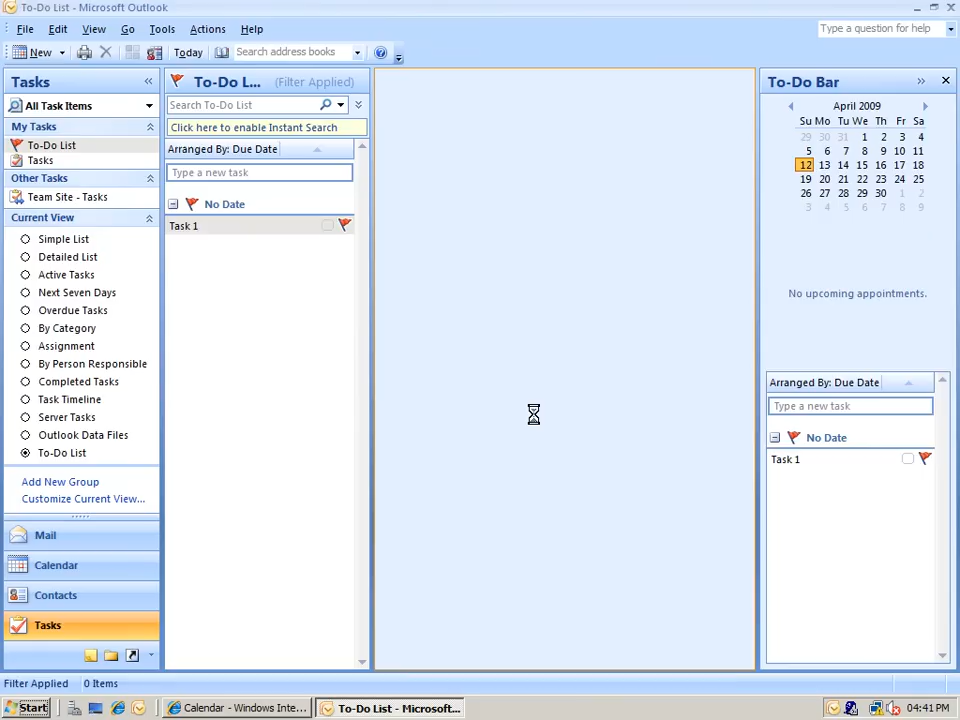 To-Do List - Microsoft Outlook
File Edit View Go Tools Actions Help
Type a question for help
New Today Search address books
Tasks
All Task Items
My Tasks
To-Do List
Tasks
Other Tasks
Team Site - Tasks
Current View
Simple List
Detailed List
Active Tasks
Next Seven Days
Overdue Tasks
By Category
Assignment
By Person Responsible
Completed Tasks
Task Timeline
Server Tasks
Outlook Data Files
To-Do List
Add New Group
Customize Current View...
Mail
Calendar
Contacts
Tasks
To-Do L... (Filter Applied)
Search To-Do List
Click here to enable Instant Search
Arranged By: Due Date
Type a new task
No Date
Task 1
To-Do Bar
April 2009
Su Mo Tu We Th Fr Sa
29 30 31 1 2 3 4
5 6 7 8 9 10 11
12 13 14 15 16 17 18
19 20 21 22 23 24 25
26 27 28 29 30 1 2
3 4 5 6 7 8 9
No upcoming appointments.
Arranged By: Due Date
Type a new task
No Date
Task 1
Filter Applied 0 Items
Start Calendar - Windows Inte... To-Do List - Microsoft... 04:41 PM